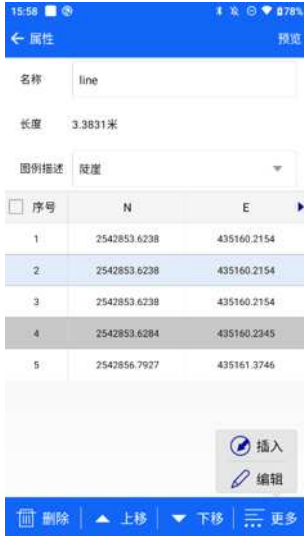 15:58 78%
属性 预览
名称 line
长度 3.3831米
图例描述 陡崖
序号 N E
1 2542853.6238 435160.2154
2 2542853.6238 435160.2154
3 2542853.6238 435160.2154
4 2542853.6284 435160.2345
5 2542856.7927 435161.3746
插入
编辑
删除 上移 下移 更多